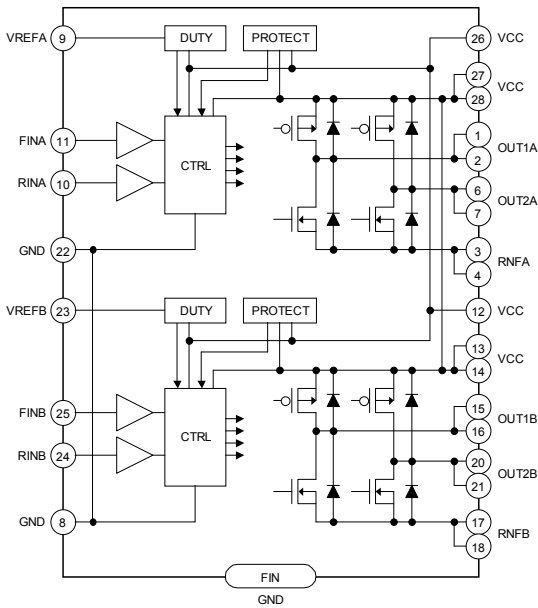 VREFA 9 DUTY PROTECT 26 VCC
27
VCC
28
FINA 11 1
OUT1A
CTRL 2
RINA 10 6
OUT2A
7
GND 22 3
RNFA
4
VREFB 23 DUTY PROTECT 12 VCC
13
VCC
14
FINB 25 15
OUT1B
CTRL 16
RINB 24 20
OUT2B
21
GND 8 17
RNFB
18
FIN
GND